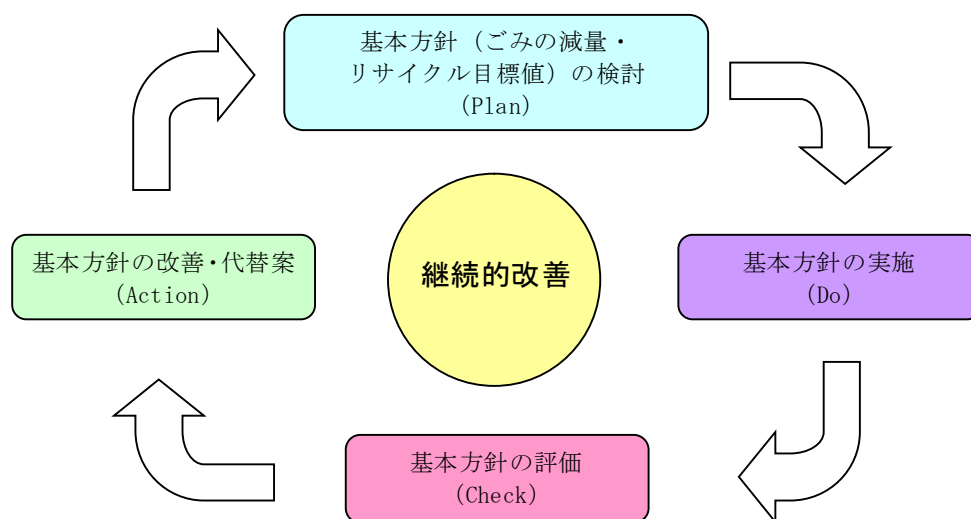 基本方針（ごみの減量・
リサイクル目標値）の検討
(Plan)
基本方針の実施
(Do)
基本方針の評価
(Check)
基本方針の改善・代替案
(Action)
継続的改善